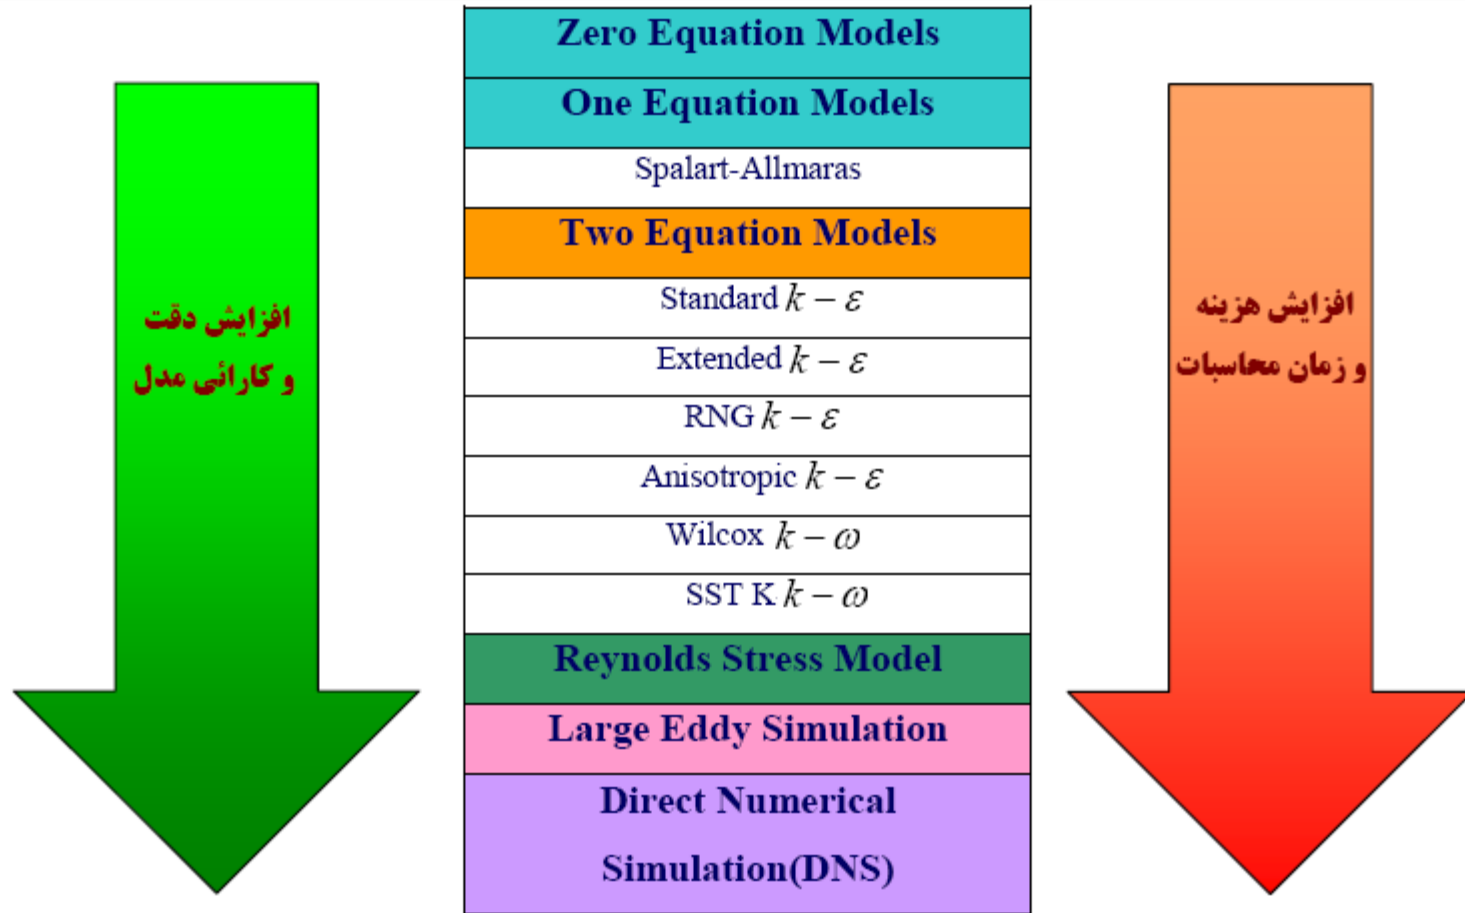 Zero Equation Models
One Equation Models
Spalart-Allmaras
Two Equation Models
Standard k − ε
Extended k − ε
RNG k − ε
Anisotropic k − ε
Wilcox k − ω
SST K k − ω
Reynolds Stress Model
Large Eddy Simulation
Direct Numerical
Simulation(DNS)
افزایش دقت
و کارائی مدل
افزایش هزینه
و زمان محاسبات